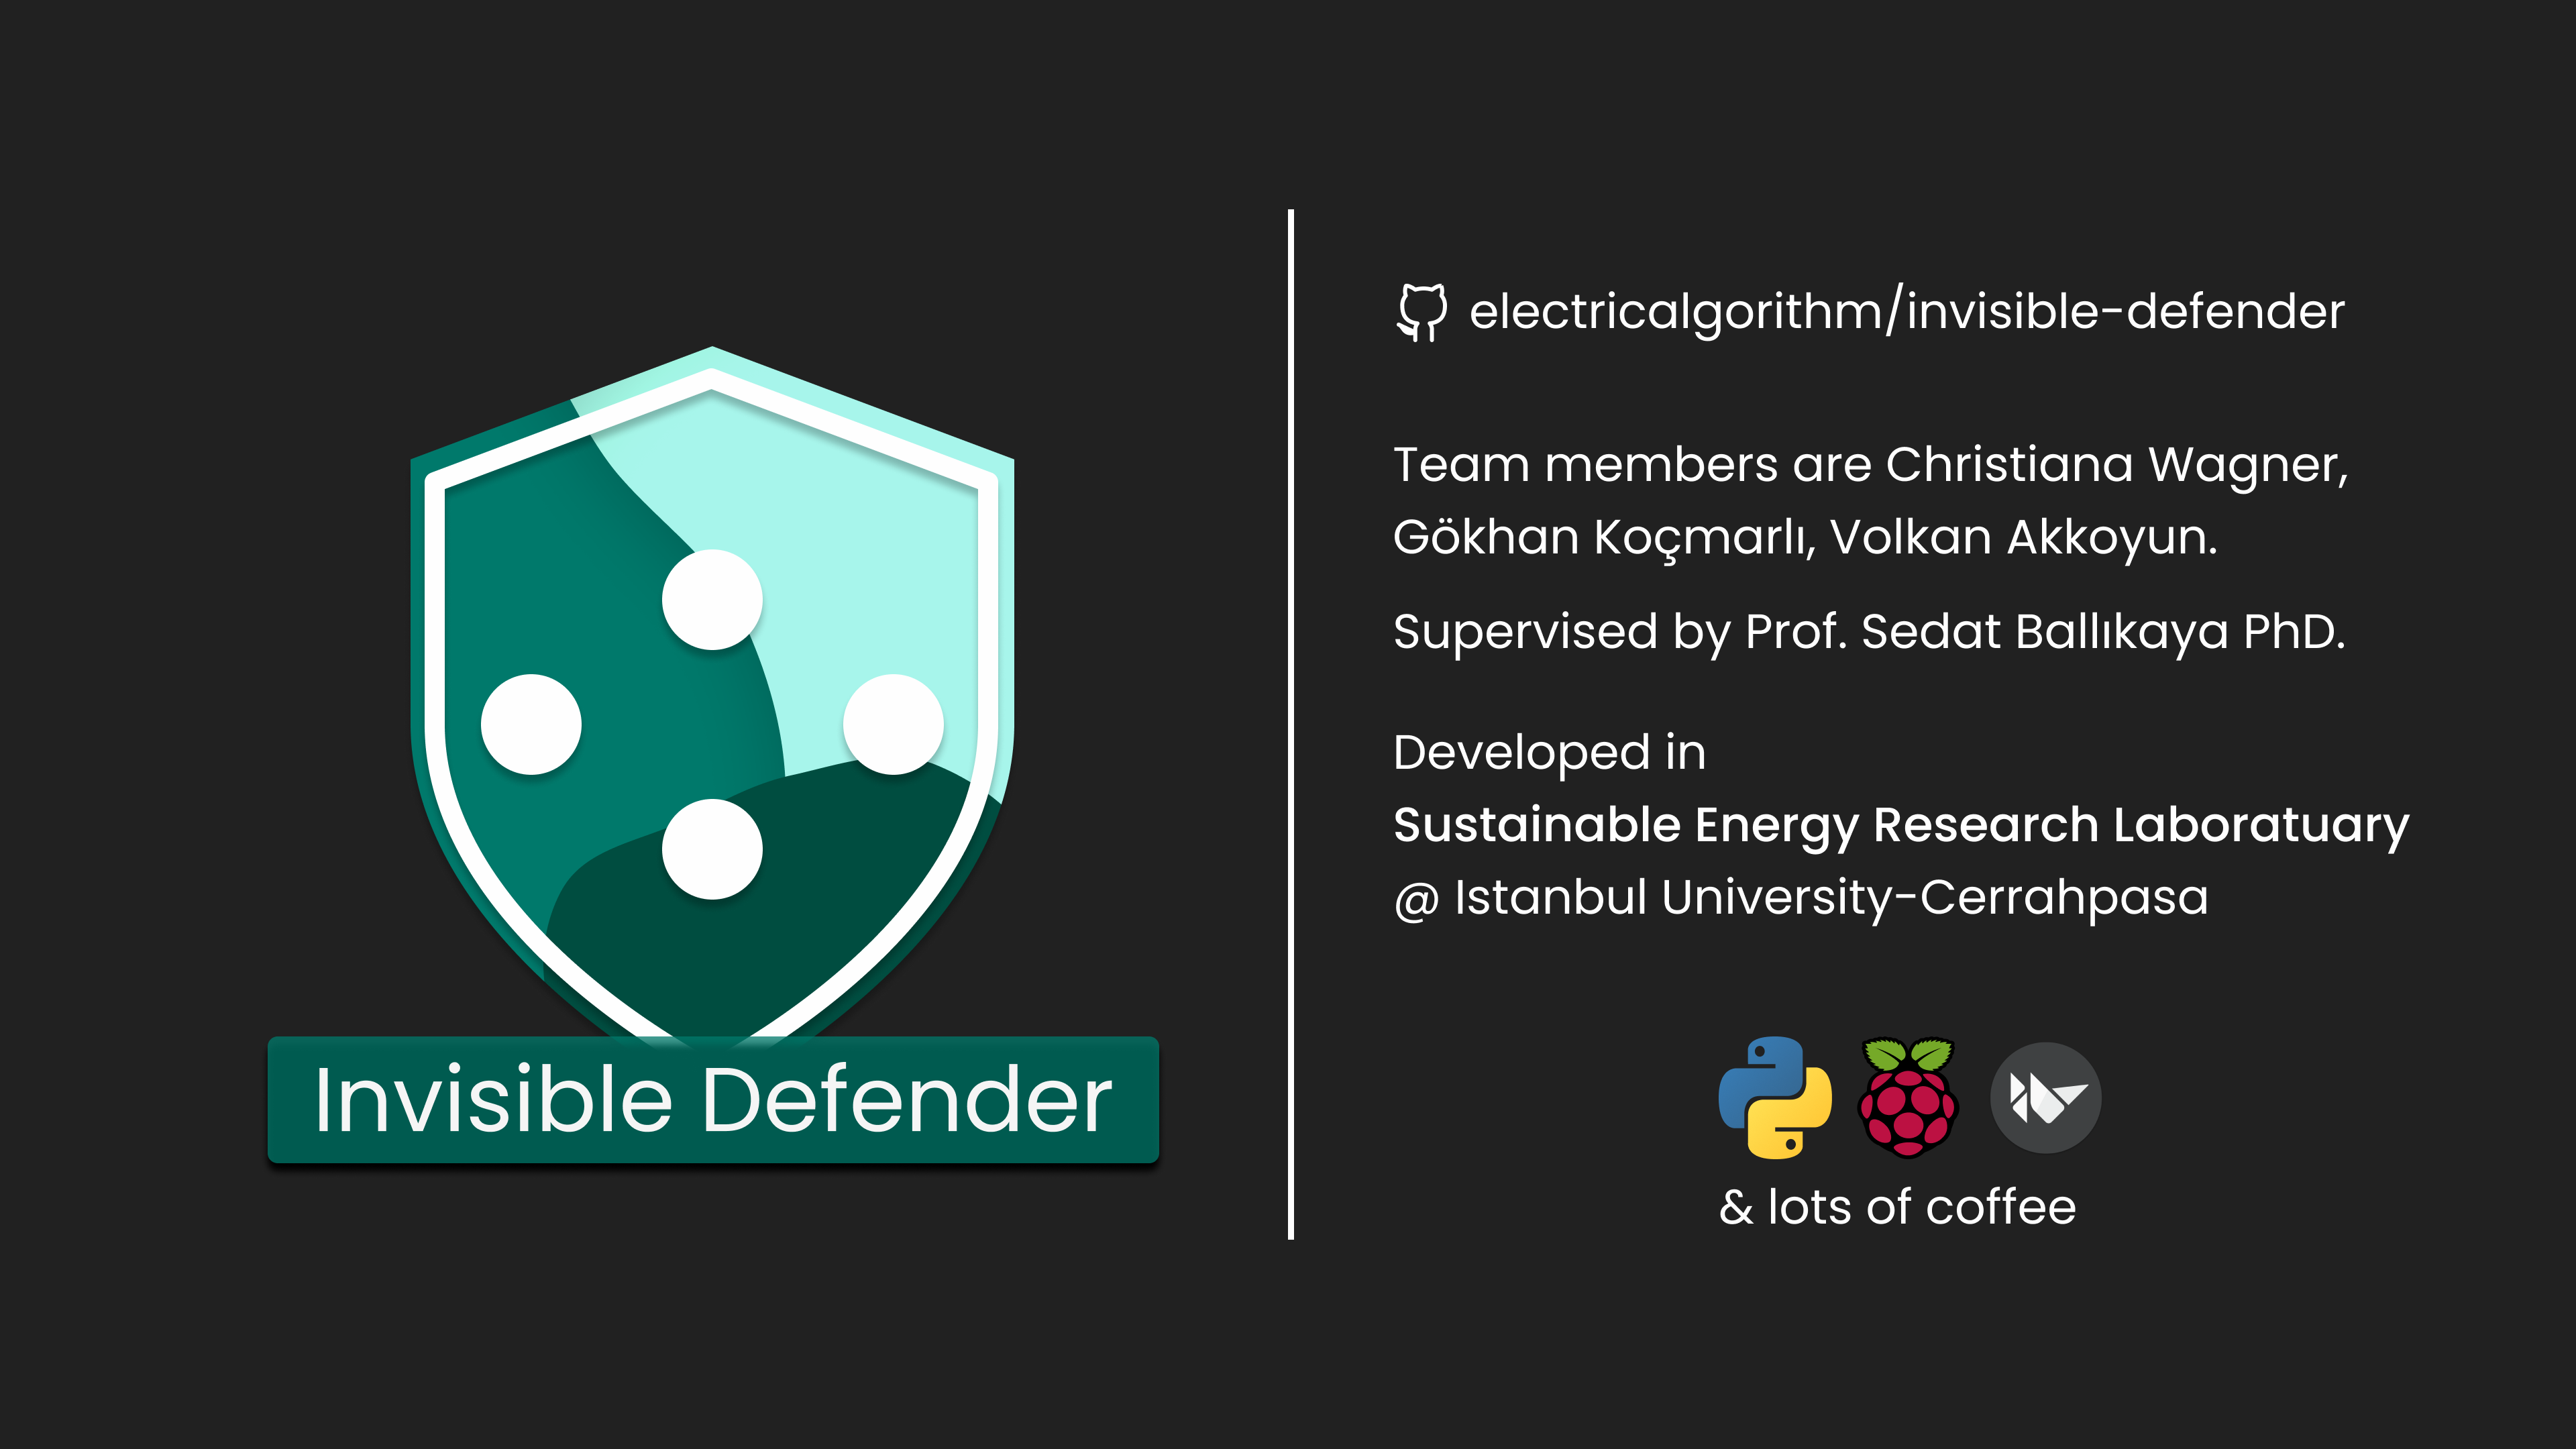 Invisible Defender
electricalgorithm/invisible-defender
Team members are Christiana Wagner,
Gökhan Koçmarlı, Volkan Akkoyun.
Supervised by Prof. Sedat Ballıkaya PhD.
Developed in
Sustainable Energy Research Laboratuary
@ Istanbul University-Cerrahpasa
& lots of coffee